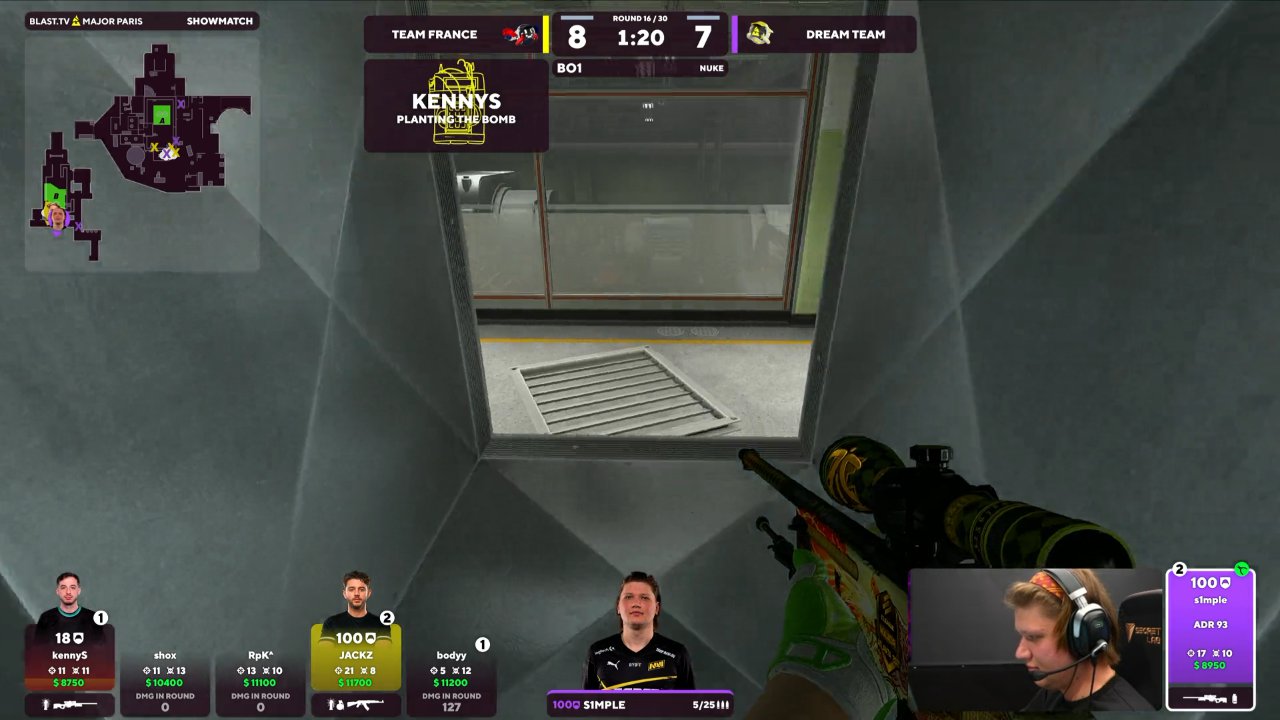 BLAST.TV MAJOR PARIS SHOWMATCH
TEAM FRANCE
8
ROUND 16 / 30
1:20
7
DREAM TEAM
BO1 NUKE
KENNYS
PLANTING THE BOMB
A
B
1
18
kennyS
11 11
$ 8750
shox
11 13
$ 10400
DMG IN ROUND
0
RpK^
13 10
$ 11100
DMG IN ROUND
0
2
100
JACKZ
21 8
$ 11700
1
bodyy
5 12
$ 11200
DMG IN ROUND
127
100 S1MPLE 5/25
SECRET LAB
2
100
s1mple
ADR 93
17 10
$ 8950